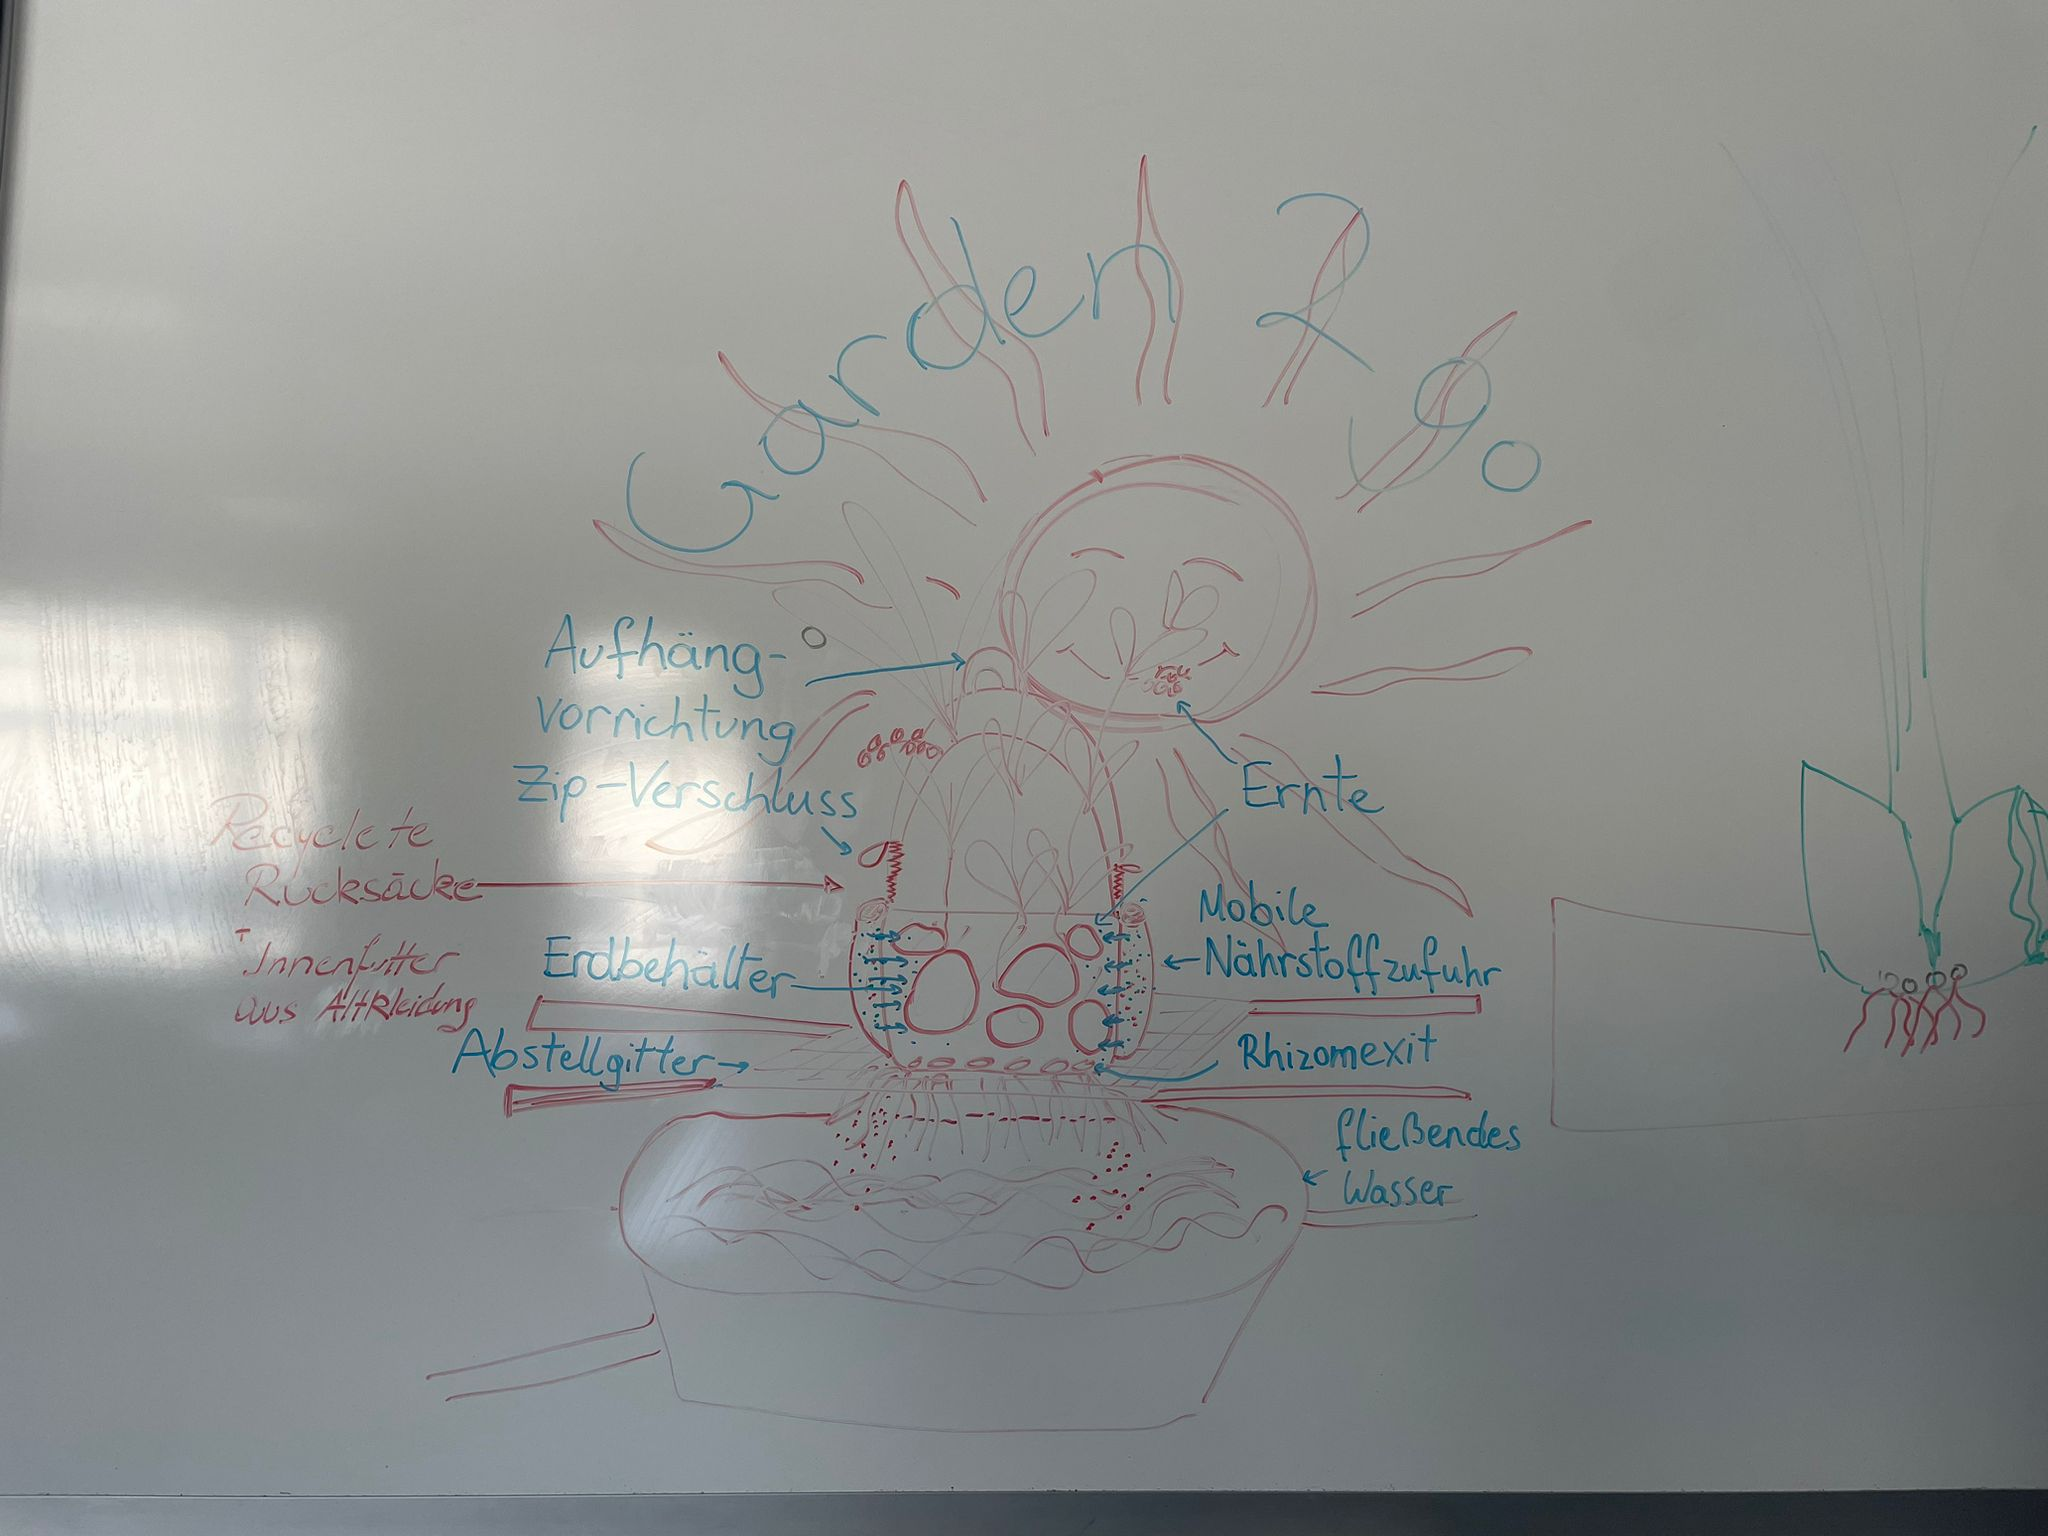 Garden 2 go
Aufhäng-
vorrichtung
Zip-Verschluss
Recyclete
Rucksäcke
+
Innenfutter
aus Altkleidung
Erdbehälter
Abstellgitter
Ernte
Mobile
Nährstoffzufuhr
Rhizomexit
fließendes
Wasser